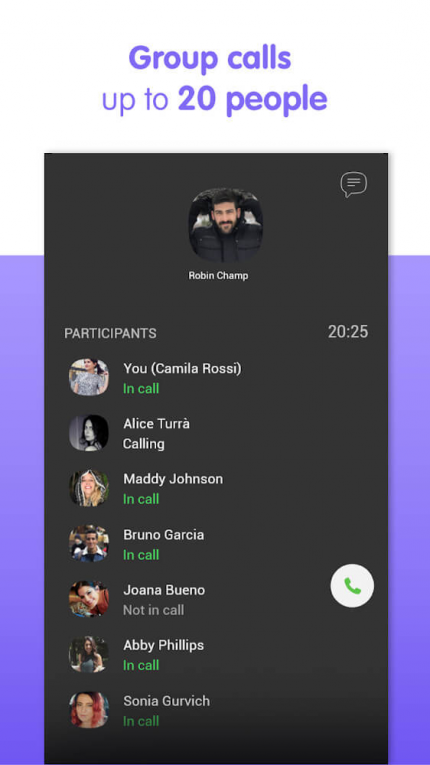 Group calls
up to 20 people
Robin Champ
PARTICIPANTS 20:25
You (Camila Rossi)
In call
Alice Turrà
Calling
Maddy Johnson
In call
Bruno Garcia
In call
Joana Bueno
Not in call
Abby Phillips
In call
Sonia Gurvich
In call